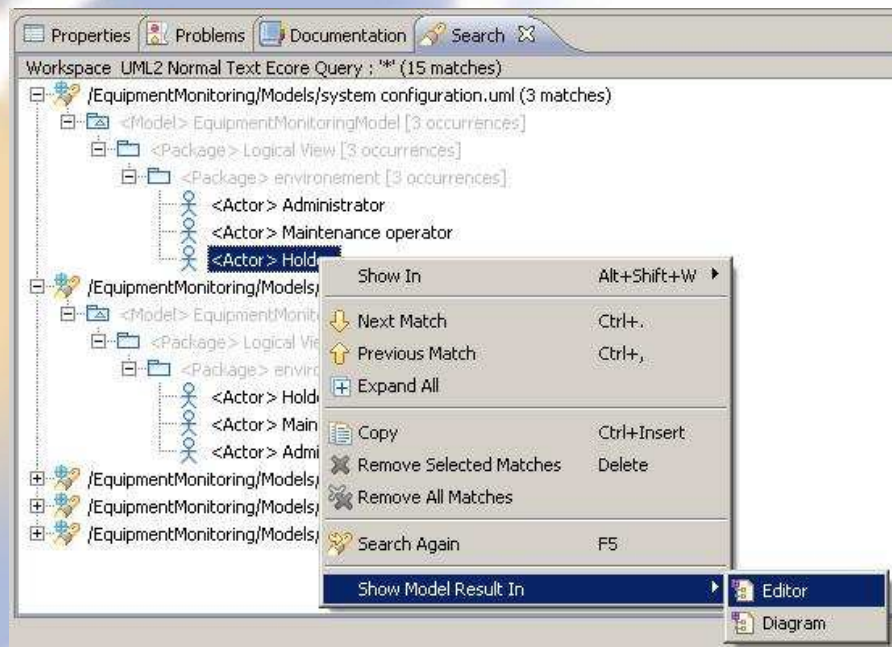 Properties Problems Documentation Search
Workspace UML2 Normal Text Ecore Query : '*' (15 matches)
/EquipmentMonitoring/Models/system configuration.uml (3 matches)
<Model> EquipmentMonitoringModel [3 occurrences]
<Package> Logical View [3 occurrences]
<Package> environement [3 occurrences]
<Actor> Administrator
<Actor> Maintenance operator
<Actor> Hold
/EquipmentMonitoring/Models/
<Model> EquipmentMonit
<Package> Logical Vie
<Package> enviro
<Actor> Hold
<Actor> Main
<Actor> Admi
/EquipmentMonitoring/Models/
/EquipmentMonitoring/Models/
/EquipmentMonitoring/Models/
Show In Alt+Shift+W
Next Match Ctrl+.
Previous Match Ctrl+,
Expand All
Copy Ctrl+Insert
Remove Selected Matches Delete
Remove All Matches
Search Again F5
Show Model Result In
Editor
Diagram